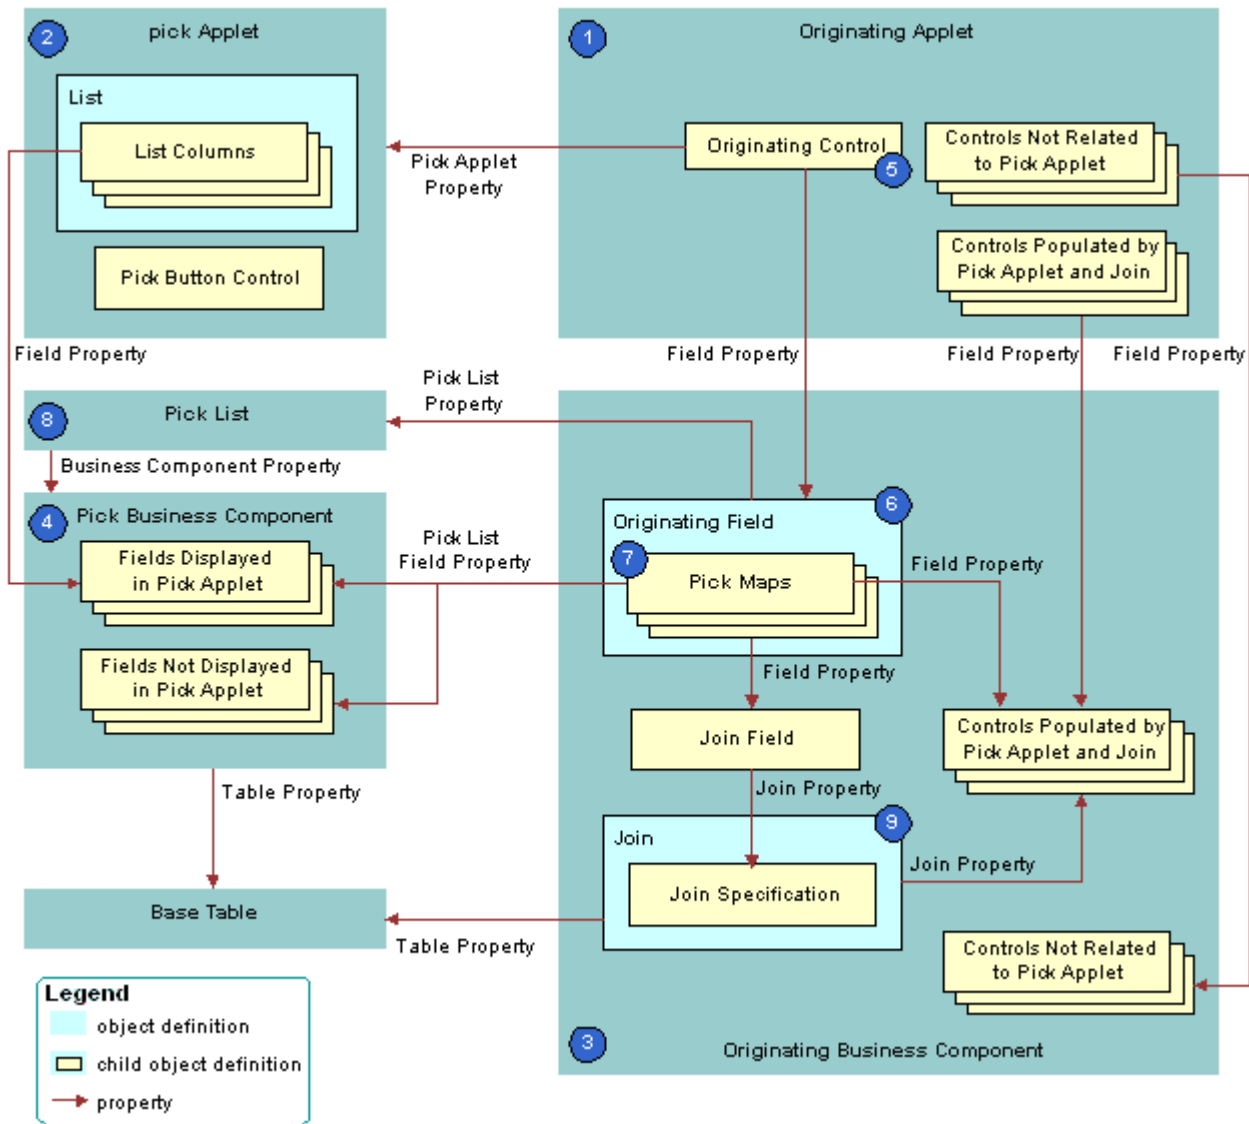 2
pick Applet
List
List Columns
Pick Button Control
Pick Applet
Property
1
Originating Applet
Originating Control
5
Controls Not Related
to Pick Applet
Controls Populated by
Pick Applet and Join
Field Property
Field Property
Field Property
Field Property
Pick List
Property
8
Pick List
Business Component Property
4
Pick Business Component
Fields Displayed
in Pick Applet
Fields Not Displayed
in Pick Applet
Pick List
Field Property
6
Originating Field
7
Pick Maps
Field Property
Field Property
Join Field
Controls Populated by
Pick Applet and Join
Table Property
Join Property
9
Join
Join Specification
Join Property
Base Table
Table Property
Controls Not Related
to Pick Applet
3
Originating Business Component
Legend
object definition
child object definition
property